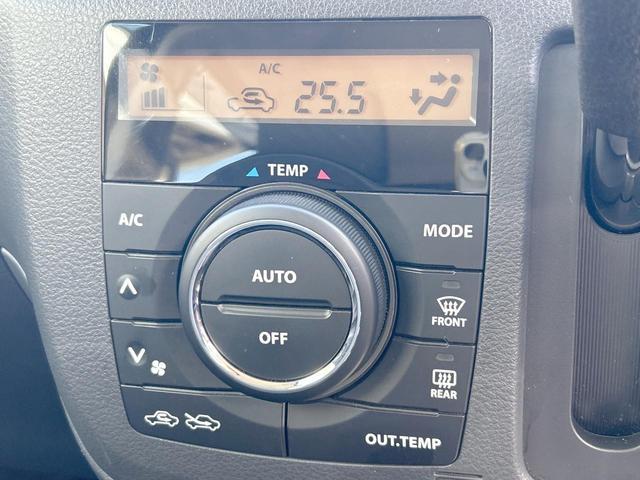 A/C
25.5
TEMP
A/C
MODE
AUTO
OFF
FRONT
REAR
OUT.TEMP